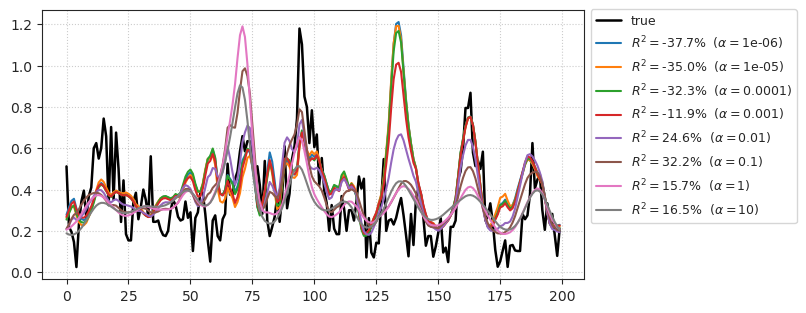 1.2
1.0
0.8
0.6
0.4
0.2
0.0
0
25
50
75
100
125
150
175
200
true
R² = -37.7% (α = 1e-06)
R² = -35.0% (α = 1e-05)
R² = -32.3% (α = 0.0001)
R² = -11.9% (α = 0.001)
R² = 24.6% (α = 0.01)
R² = 32.2% (α = 0.1)
R² = 15.7% (α = 1)
R² = 16.5% (α = 10)